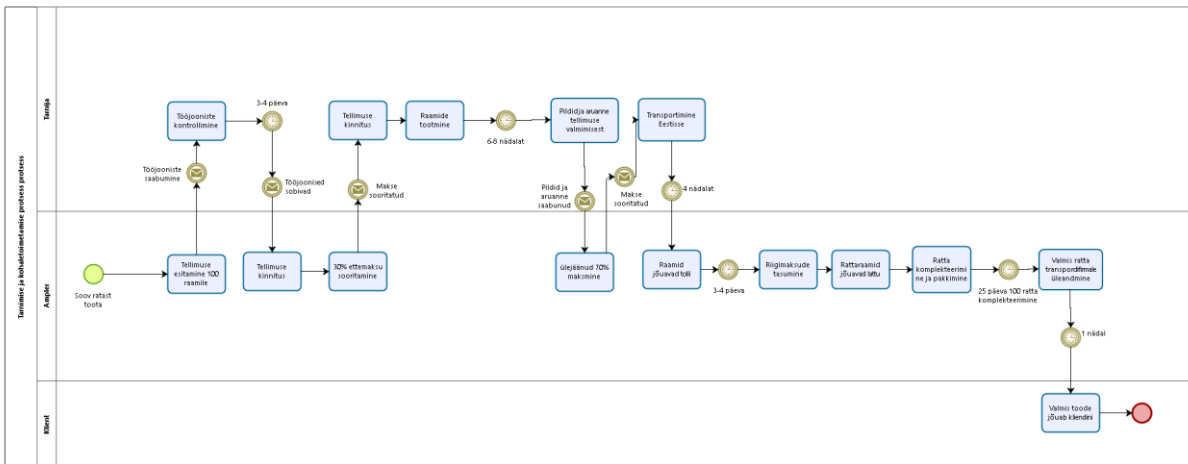 Tarnimise ja kohaletoimetamise protsess protsess
Tarnija
Tööjooniste
kontrollimine
3-4 päeva
Tööjooniste
saabumine
Tööjoonised
sobivad
Tellimuse
kinnitus
Raamide
tootmine
Makse
sooritatud
6-8 nädalat
Pildid ja aruanne
tellimuse
valmimisest
Pildid ja
aruanne
saabunud
Makse
sooritatud
Transportimine
Eestisse
4 nädalat
Ampler
Soov ratast
toota
Tellimuse
esitamine 100
raamile
Tellimuse
kinnitus
30% ettemaksu
sooritamine
ülejäänud 70%
maksmine
Raamid
jõuavad tolli
3-4 päeva
Riigimaksude
tasumine
Rattaraamid
jõuavad lattu
Ratta
komplekteerimi
ne ja pakkimine
25 päeva 100 ratta
komplekteerimine
Valmis ratta
transpordifirmale
üleandmine
1 nädal
Klient
Valmis toode
jõuab kliendini